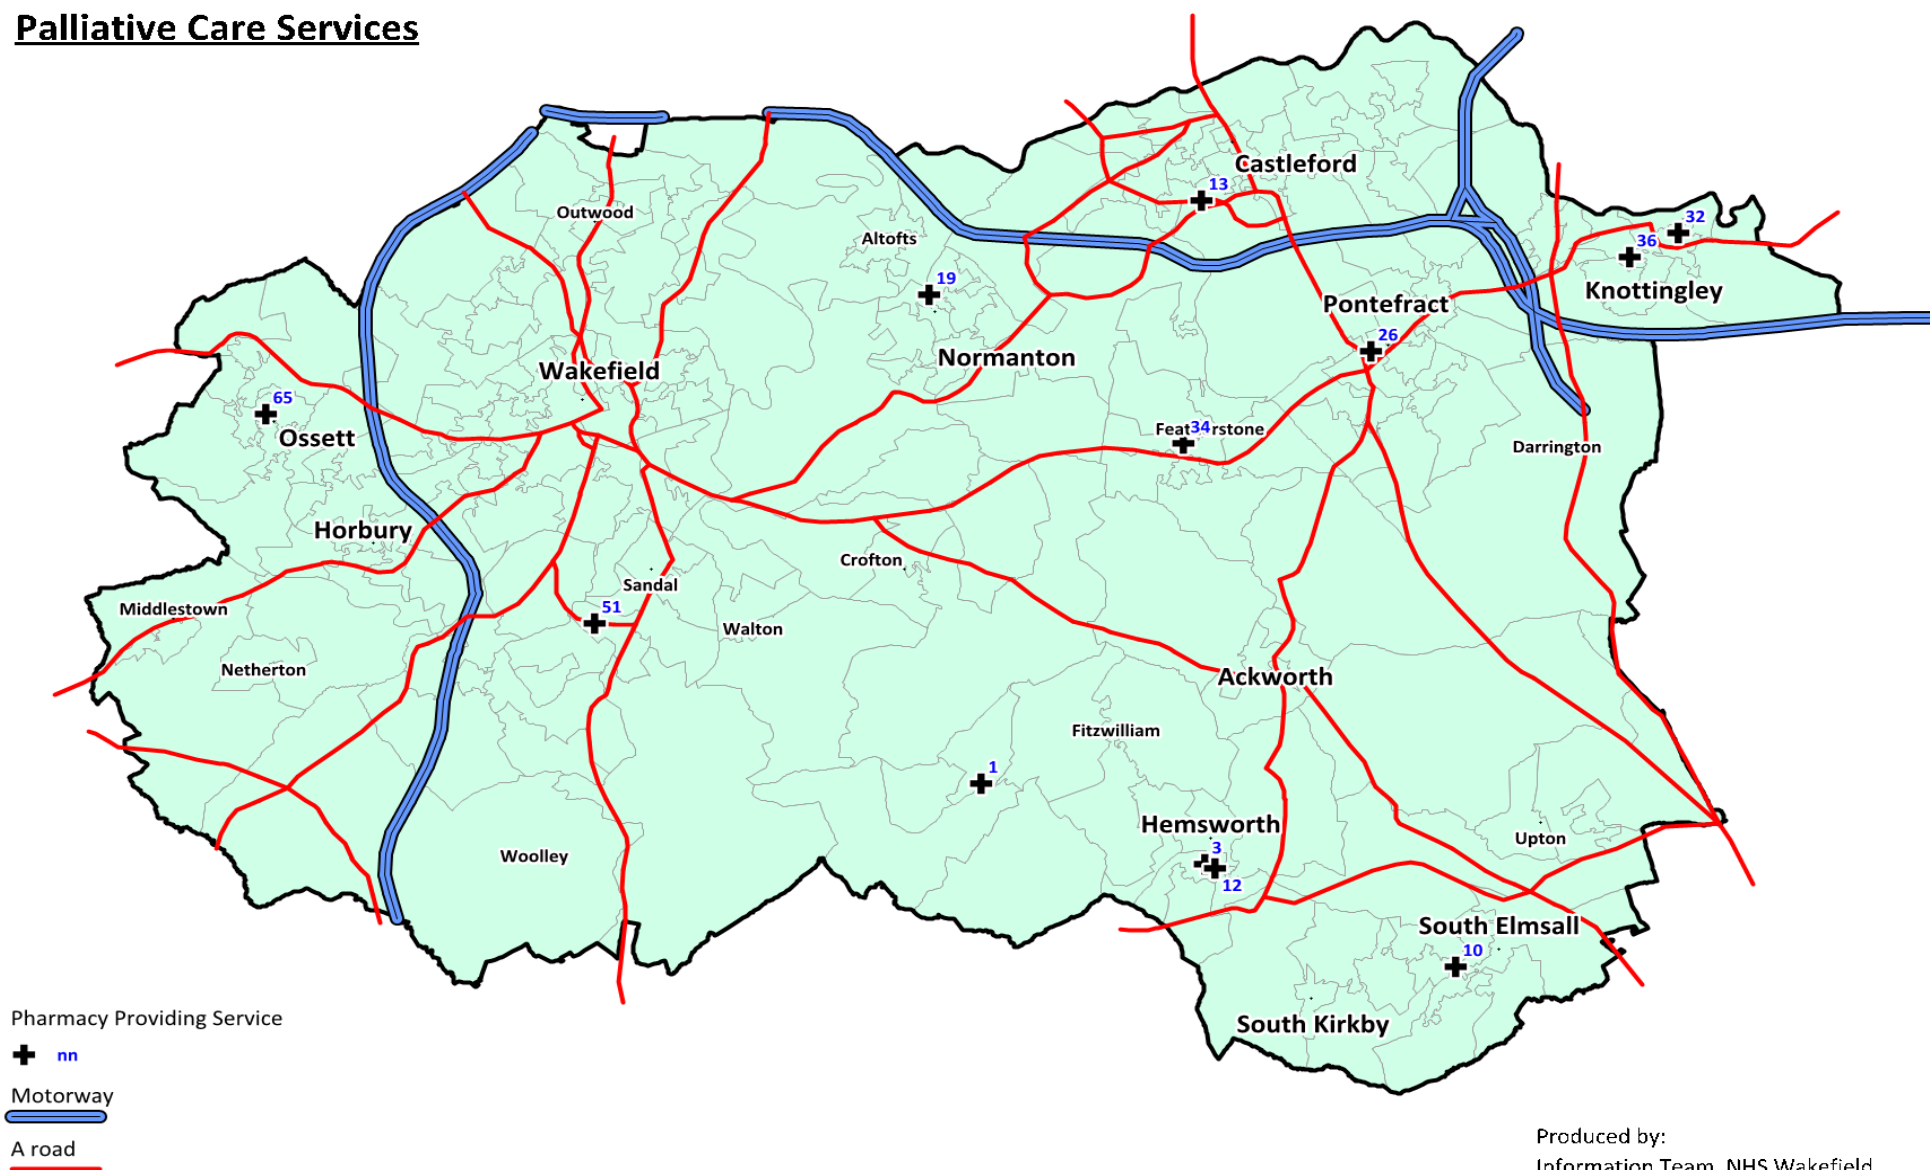 Palliative Care Services
Castleford
13
Outwood
32
Altofts
36
19
Knottingley
Pontefract
26
Normanton
Wakefield
65
34
Featherstone
Ossett
Darrington
Horbury
Crofton
Sandal
Middlestown
51
Walton
Netherton
Ackworth
Fitzwilliam
1
Hemsworth
Upton
3
Woolley
12
South Elmsall
10
South Kirkby
Pharmacy Providing Service
nn
Motorway
A road
Produced by:
Information Team, NHS Wakefield